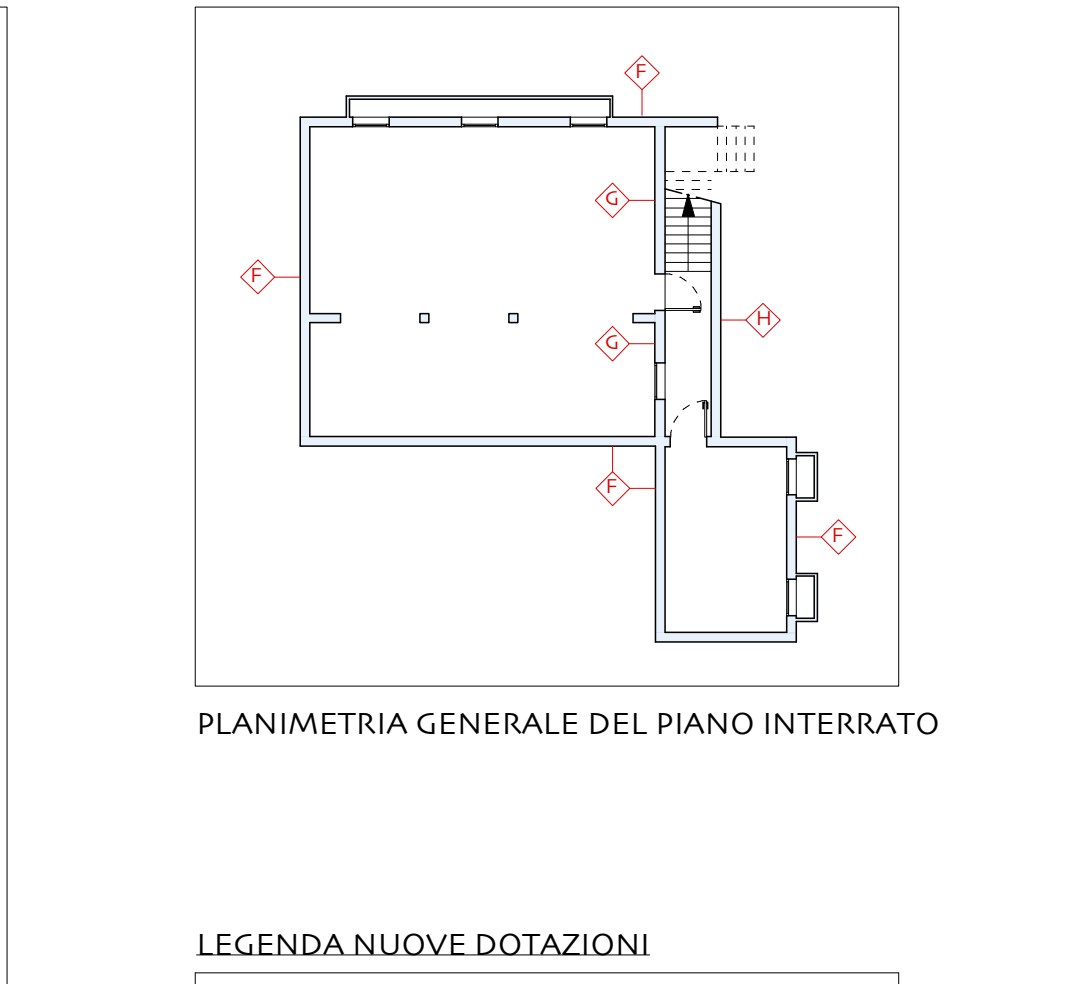 F
G
F
H
G
F
F
PLANIMETRIA GENERALE DEL PIANO INTERRATO
LEGENDA NUOVE DOTAZIONI